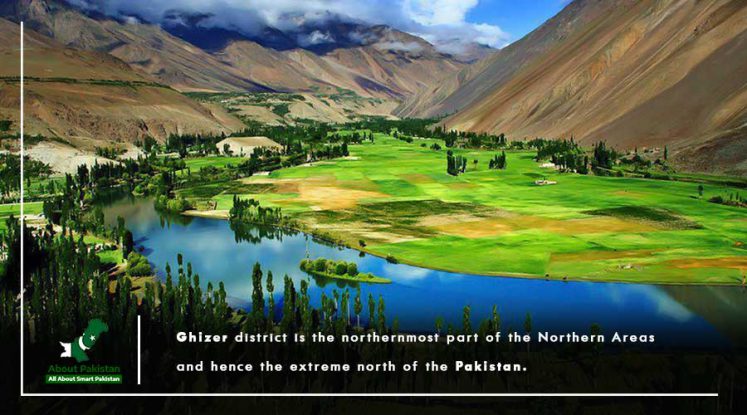 Ghizer district is the northernmost part of the Northern Areas
and hence the extreme north of the Pakistan.
About Pakistan
All About Smart Pakistan